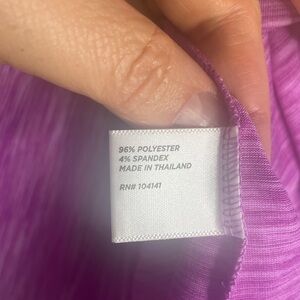 96% POLYESTER
4% SPANDEX
MADE IN THAILAND
RN# 104141